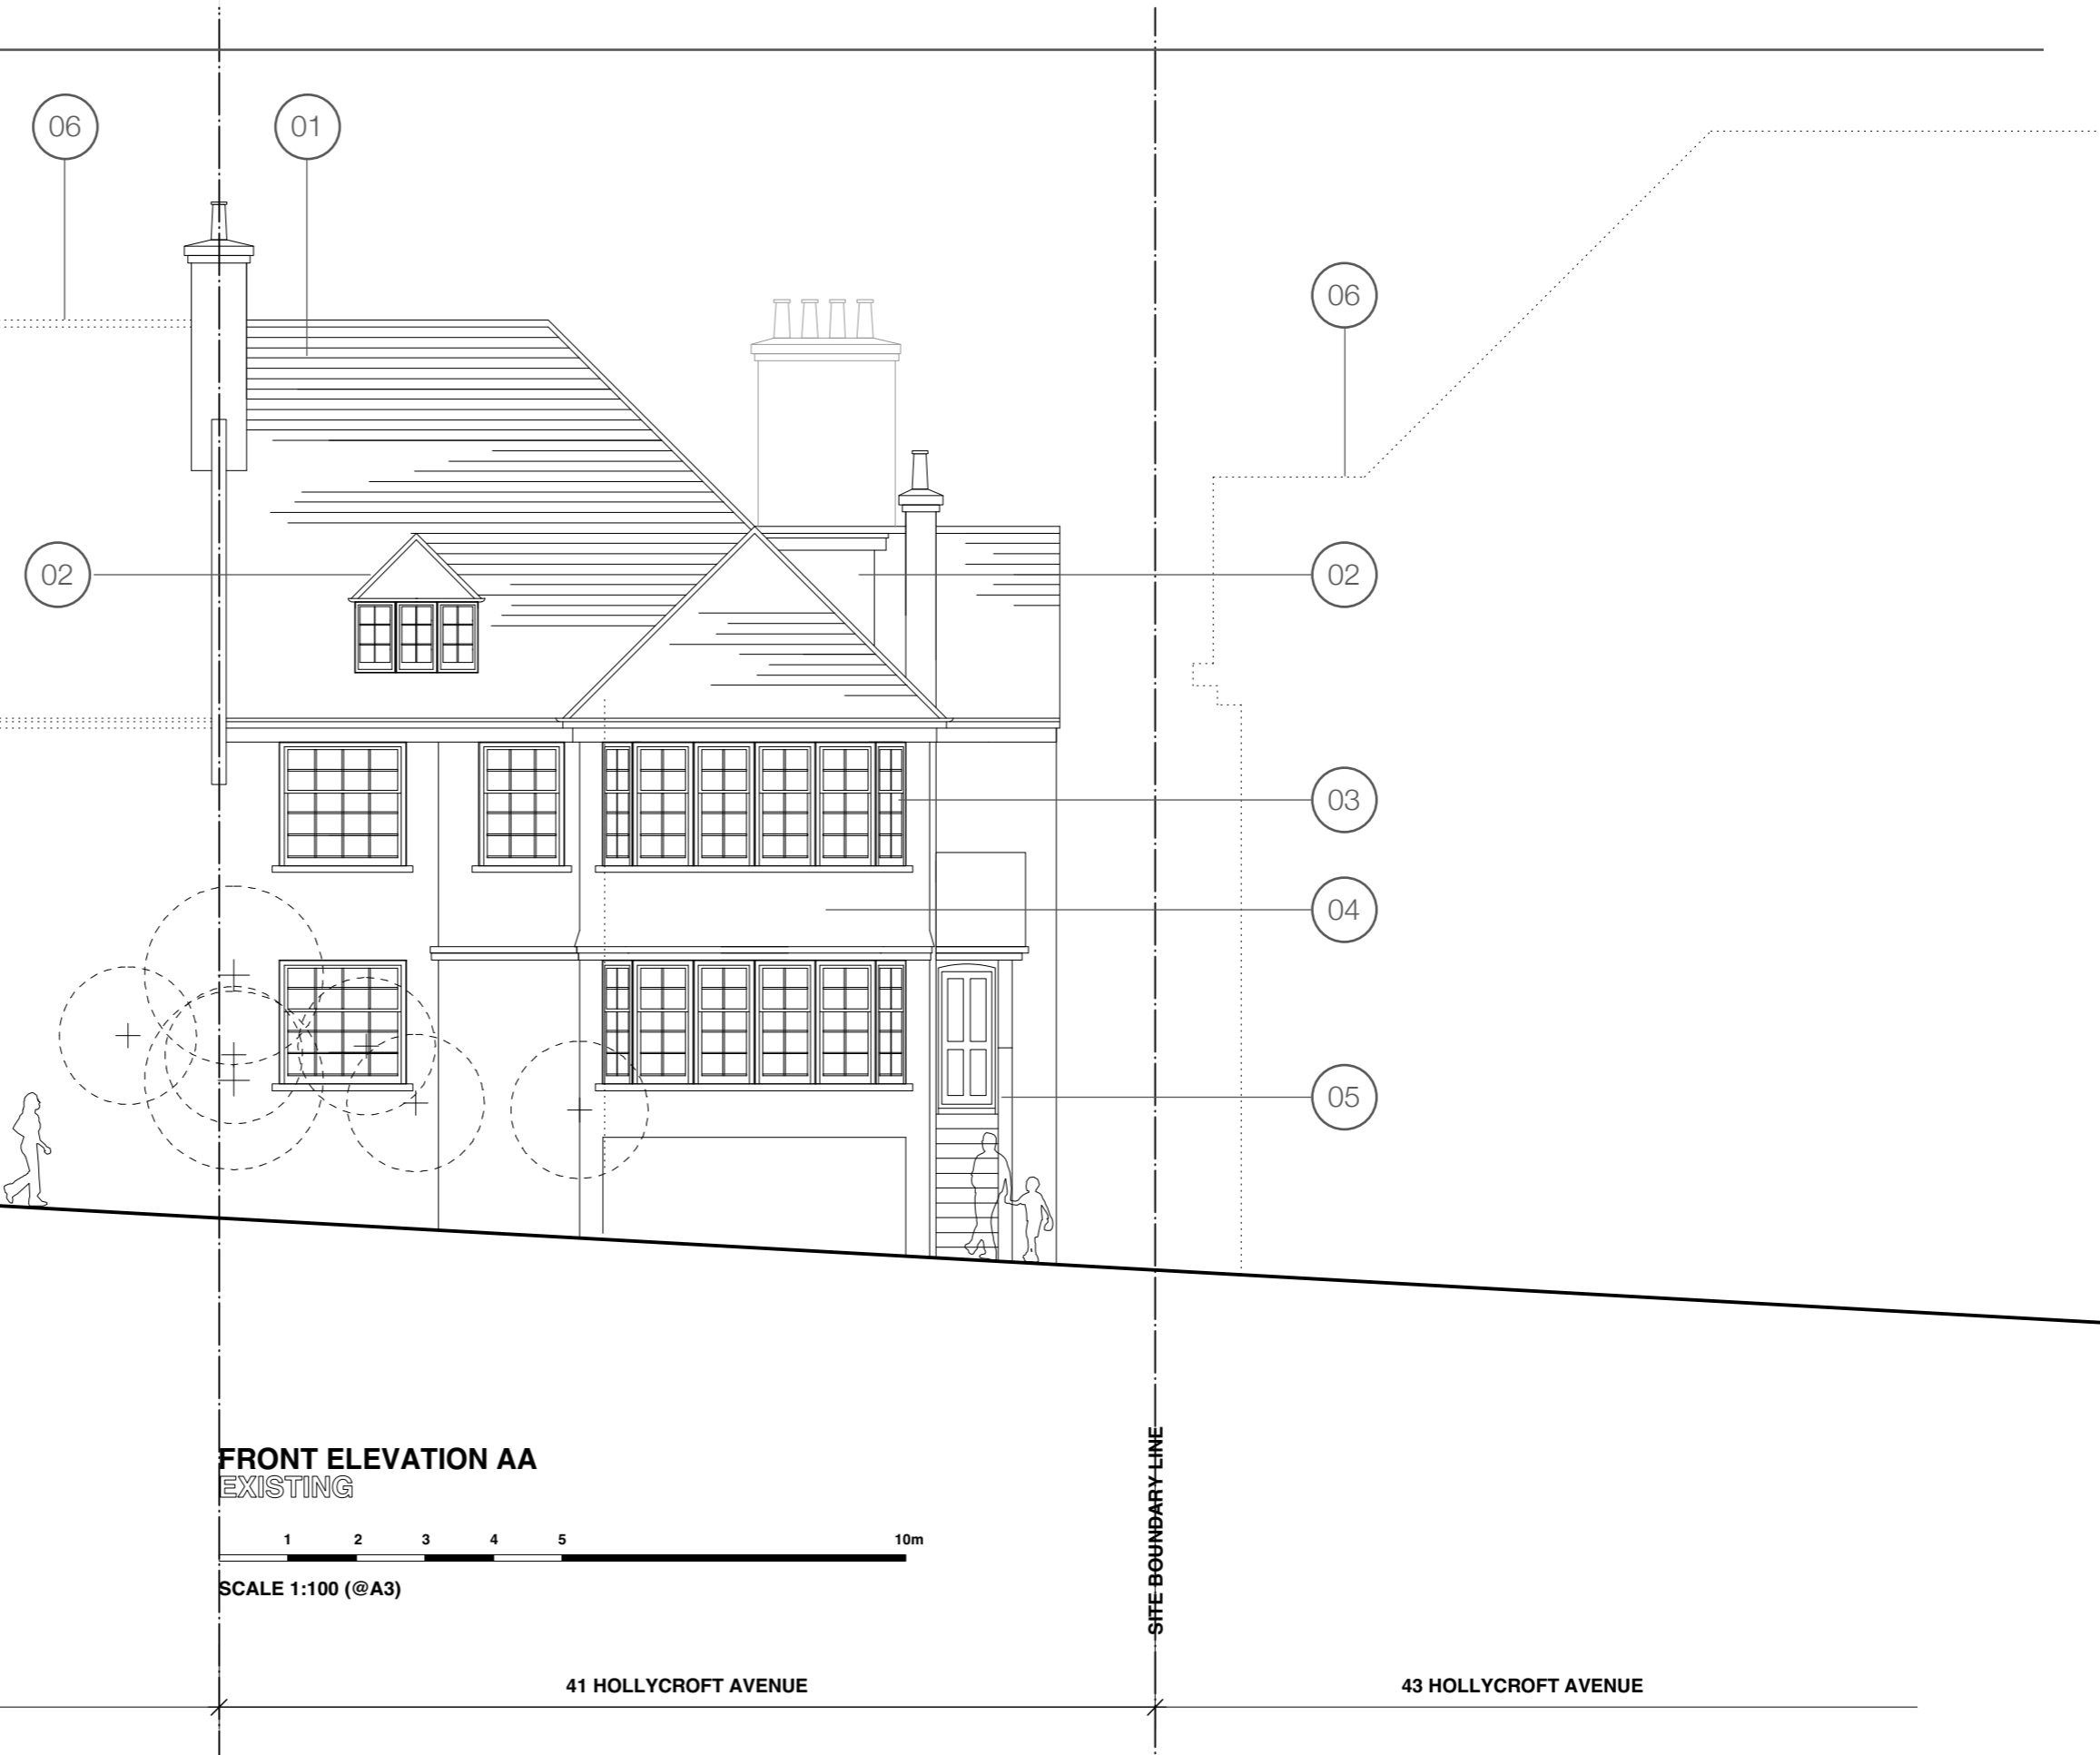 06
01
06
02
02
03
04
05
FRONT ELEVATION AA
EXISTING
1 2 3 4 5 10m
SCALE 1:100 (@A3)
SITE BOUNDARY LINE
41 HOLLYCROFT AVENUE
43 HOLLYCROFT AVENUE